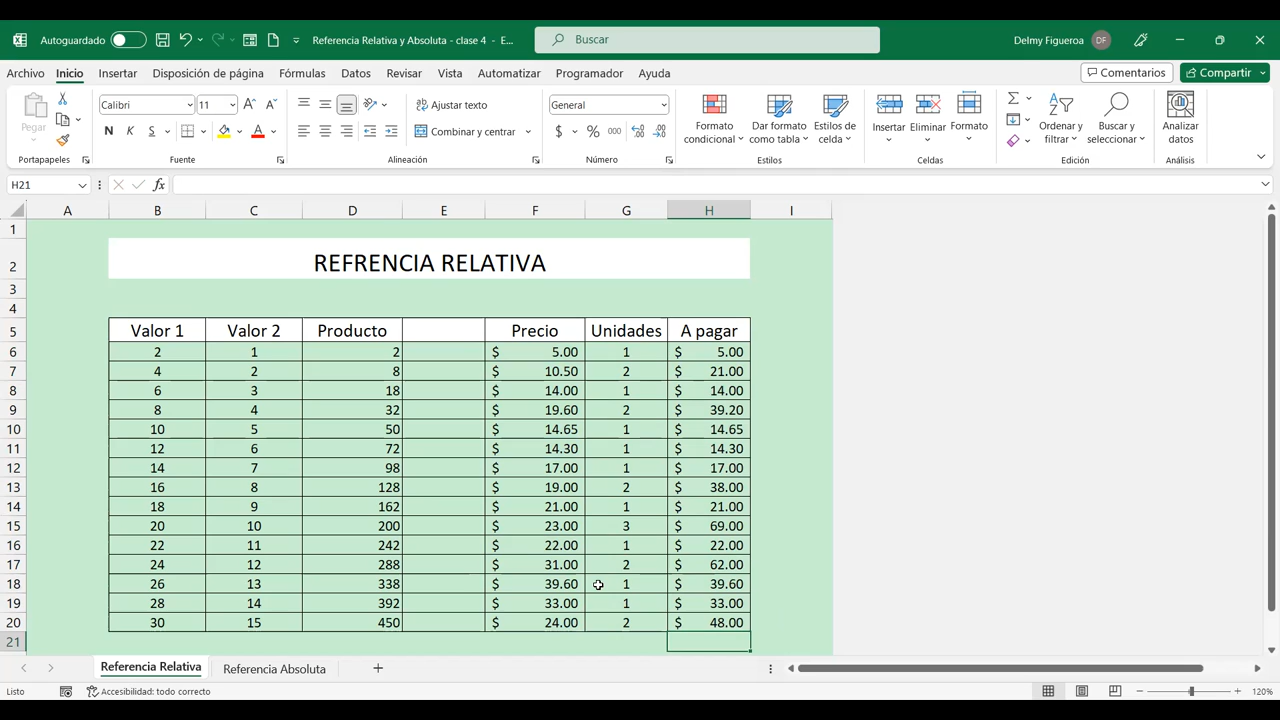 Autoguardado
Referencia Relativa y Absoluta - clase 4 - E...
Buscar
Delmy Figueroa DF
Archivo Inicio Insertar Disposición de página Fórmulas Datos Revisar Vista Automatizar Programador Ayuda
Comentarios Compartir
Pegar
Portapapeles
Calibri 11
N K S
Fuente
Ajustar texto
Combinar y centrar
Alineación
General
$ % 000
Número
Formato condicional
Dar formato como tabla
Estilos de celda
Estilos
Insertar Eliminar Formato
Celdas
Ordenar y filtrar
Buscar y seleccionar
Edición
Analizar datos
Análisis
H21 fx
A B C D E F G H I
1
2 REFRENCIA RELATIVA
3
4
5 Valor 1 Valor 2 Producto Precio Unidades A pagar
6 2 1 2 $ 5.00 1 $ 5.00
7 4 2 8 $ 10.50 2 $ 21.00
8 6 3 18 $ 14.00 1 $ 14.00
9 8 4 32 $ 19.60 2 $ 39.20
10 10 5 50 $ 14.65 1 $ 14.65
11 12 6 72 $ 14.30 1 $ 14.30
12 14 7 98 $ 17.00 1 $ 17.00
13 16 8 128 $ 19.00 2 $ 38.00
14 18 9 162 $ 21.00 1 $ 21.00
15 20 10 200 $ 23.00 3 $ 69.00
16 22 11 242 $ 22.00 1 $ 22.00
17 24 12 288 $ 31.00 2 $ 62.00
18 26 13 338 $ 39.60 1 $ 39.60
19 28 14 392 $ 33.00 1 $ 33.00
20 30 15 450 $ 24.00 2 $ 48.00
21
Referencia Relativa Referencia Absoluta
Listo Accesibilidad: todo correcto 120%